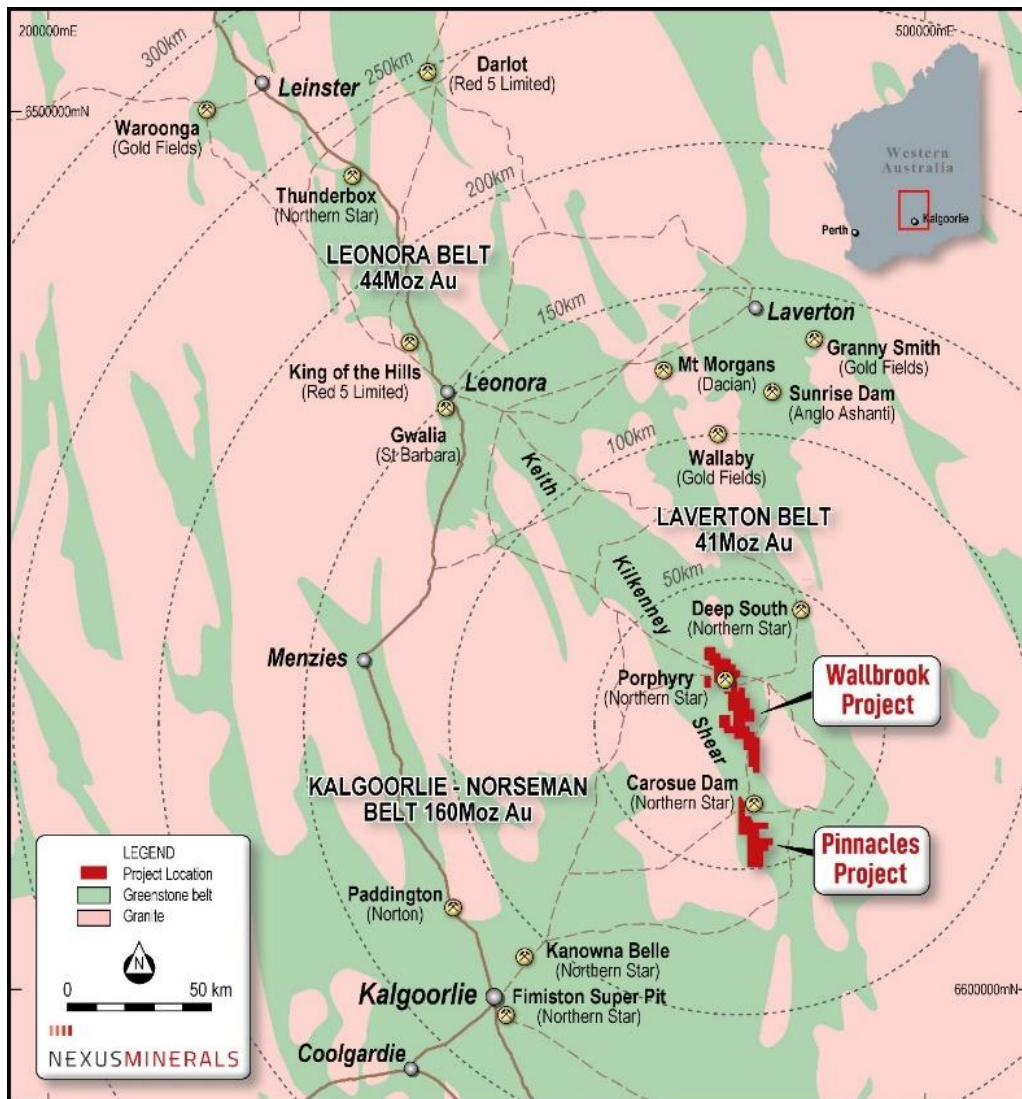 200000mE
500000mE
300km
250km
Darlot
(Red 5 Limited)
Leinster
6500000mN
Waroonga
(Gold Fields)
Western
Australia
Kalgoorlie
Perth
200km
Thunderbox
(Northern Star)
LEONORA BELT
44Moz Au
150km
Laverton
King of the Hills
(Red 5 Limited)
Leonora
Mt Morgans
(Dacian)
Granny Smith
(Gold Fields)
Sunrise Dam
(Anglo Ashanti)
Gwalia
(St Barbara)
100km
Wallaby
(Gold Fields)
Keith
LAVERTON BELT
41Moz Au
50km
Kilkenney
Deep South
(Northern Star)
Menzies
Porphyry
(Northern Star)
Wallbrook
Project
Shear
KALGOORLIE - NORSEMAN
BELT 160Moz Au
Carosue Dam
(Northern Star)
Pinnacles
Project
LEGEND
Project Location
Greenstone belt
Granite
N
0 50 km
NEXUSMINERALS
Paddington
(Norton)
Kanowna Belle
(Northern Star)
Kalgoorlie
Fimiston Super Pit
(Northern Star)
6600000mN
Coolgardie